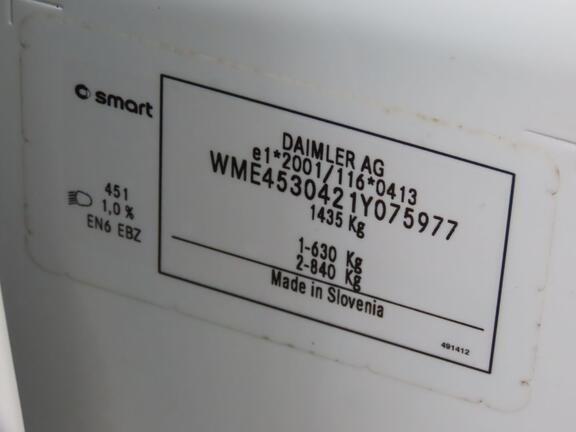 smart
451
1,0 %
EN6 EBZ
DAIMLER AG
e1*2001/116*0413
WME4530421Y075977
1435 Kg
1-630 Kg
2-840 Kg
Made in Slovenia
491412